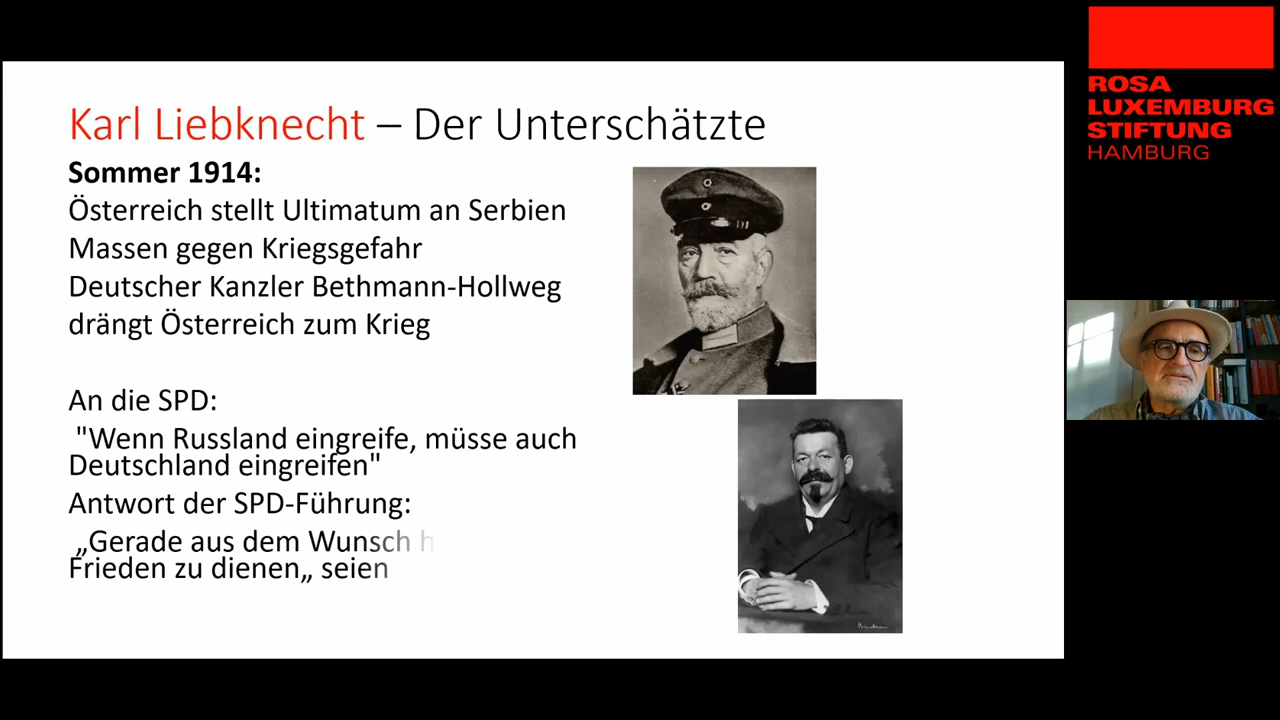 Karl Liebknecht – Der Unterschätzte
Sommer 1914:
Österreich stellt Ultimatum an Serbien
Massen gegen Kriegsgefahr
Deutscher Kanzler Bethmann-Hollweg
drängt Österreich zum Krieg
An die SPD:
"Wenn Russland eingreife, müsse auch
Deutschland eingreifen"
Antwort der SPD-Führung:
„Gerade aus dem Wunsch h
Frieden zu dienen„ seien
ROSA
LUXEMBURG
STIFTUNG
HAMBURG